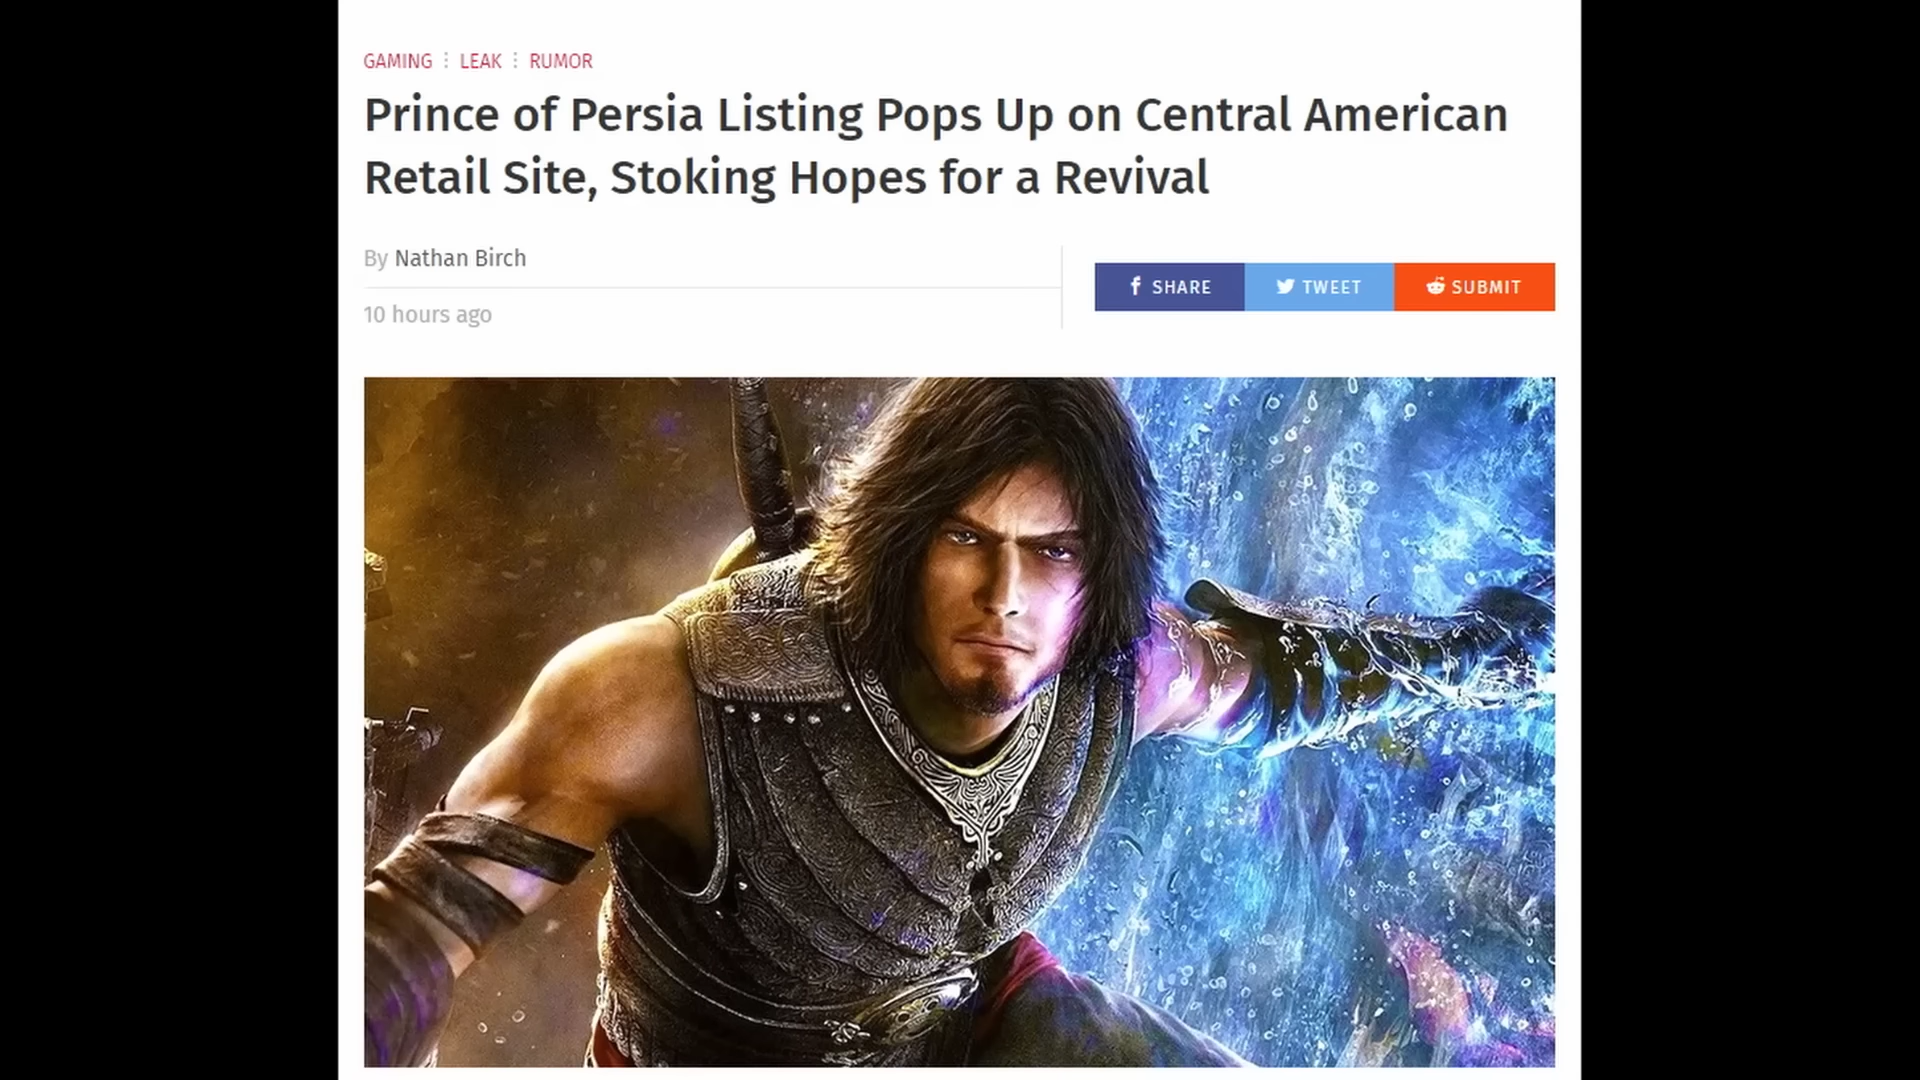 GAMING ⋮ LEAK ⋮ RUMOR
Prince of Persia Listing Pops Up on Central American
Retail Site, Stoking Hopes for a Revival
By Nathan Birch
SHARE TWEET SUBMIT
10 hours ago